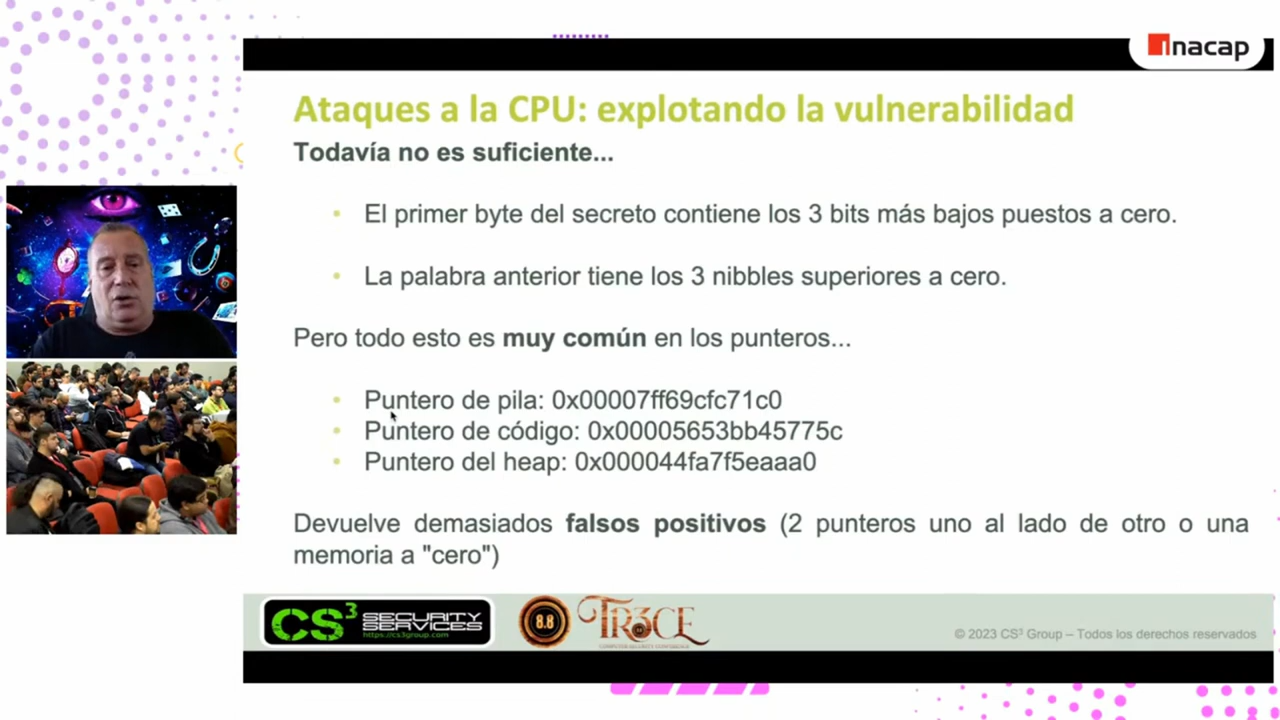 ınacap
Ataques a la CPU: explotando la vulnerabilidad
Todavía no es suficiente...
• El primer byte del secreto contiene los 3 bits más bajos puestos a cero.
• La palabra anterior tiene los 3 nibbles superiores a cero.
Pero todo esto es muy común en los punteros...
• Puntero de pila: 0x00007ff69cfc71c0
• Puntero de código: 0x00005653bb45775c
• Puntero del heap: 0x000044fa7f5eaaa0
Devuelve demasiados falsos positivos (2 punteros uno al lado de otro o una
memoria a "cero")
CS3 SECURITY SERVICES
https://cs3group.com
8.8
TR3CE
© 2023 CS3 Group – Todos los derechos reservados